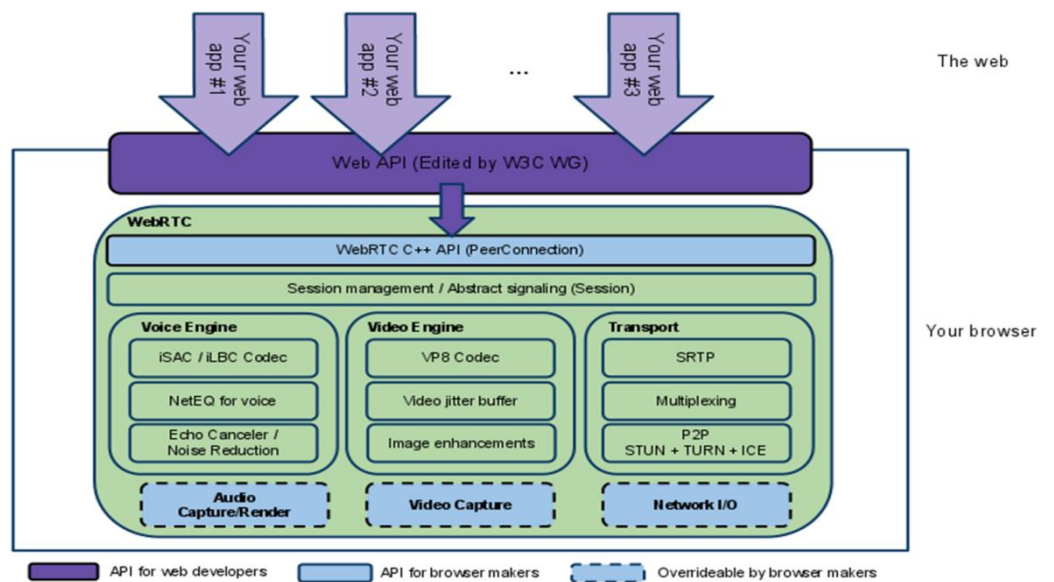 Your web
app #1
Your web
app #2
...
Your web
app #3
The web
Web API (Edited by W3C WG)
WebRTC
WebRTC C++ API (PeerConnection)
Session management / Abstract signaling (Session)
Your browser
Voice Engine
iSAC / iLBC Codec
NetEQ for voice
Echo Canceler /
Noise Reduction
Video Engine
VP8 Codec
Video jitter buffer
Image enhancements
Transport
SRTP
Multiplexing
P2P
STUN + TURN + ICE
Audio
Capture/Render
Video Capture
Network I/O
API for web developers
API for browser makers
Overrideable by browser makers